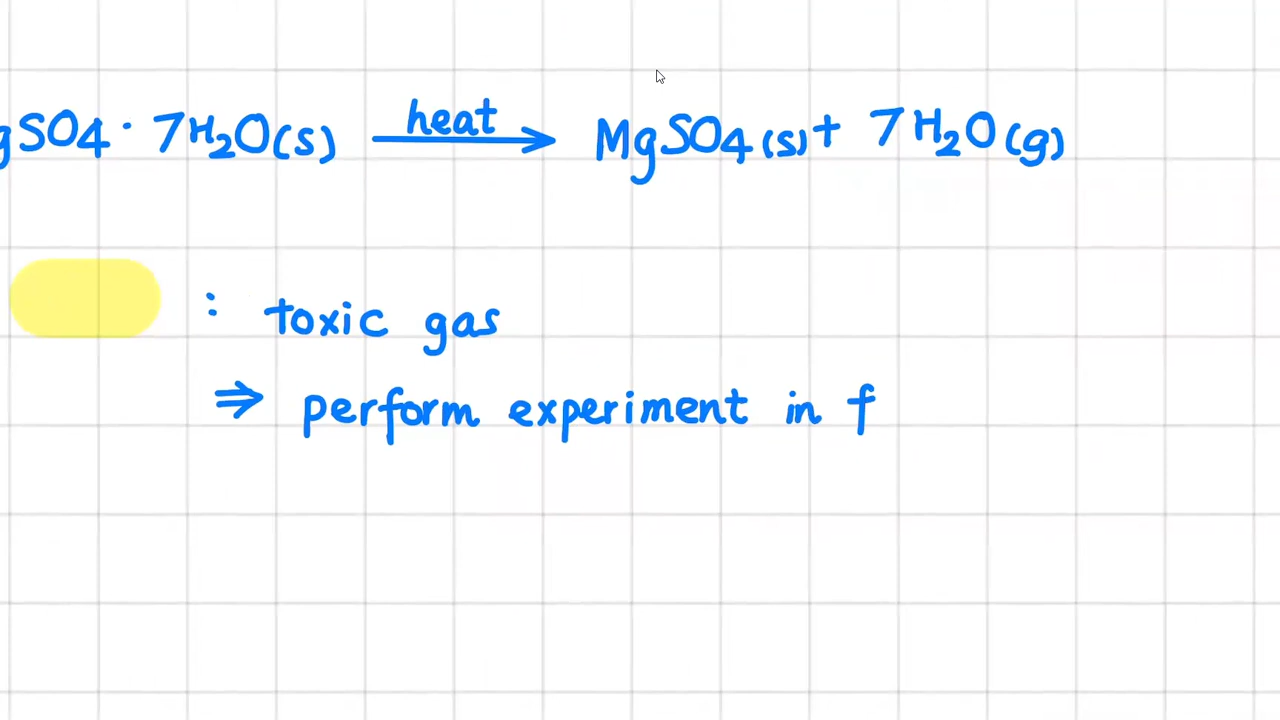 gSO4 · 7H2O(s) heat MgSO4(s) + 7H2O(g)
: toxic gas
⇒ perform experiment in f